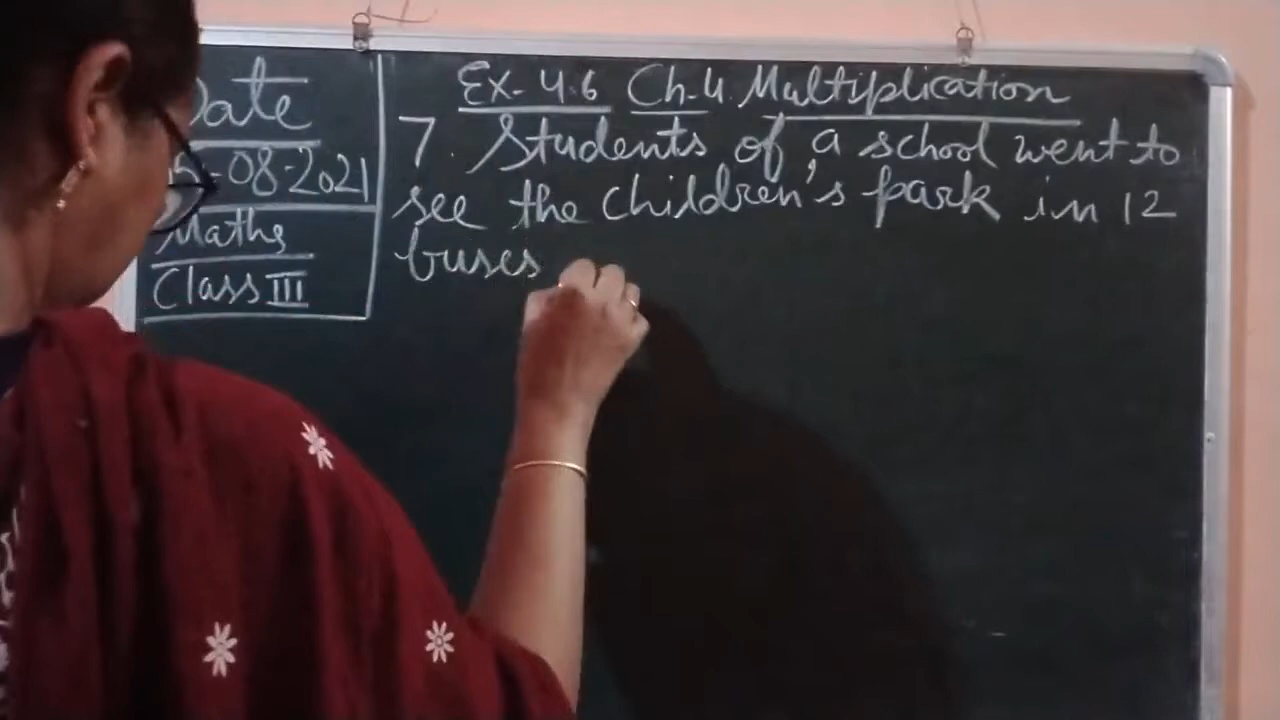 Date
-08-2021
Maths
Class III
Ex-4.6 Ch-4. Multiplication
7. Students of a school went to
see the children's park in 12
buses